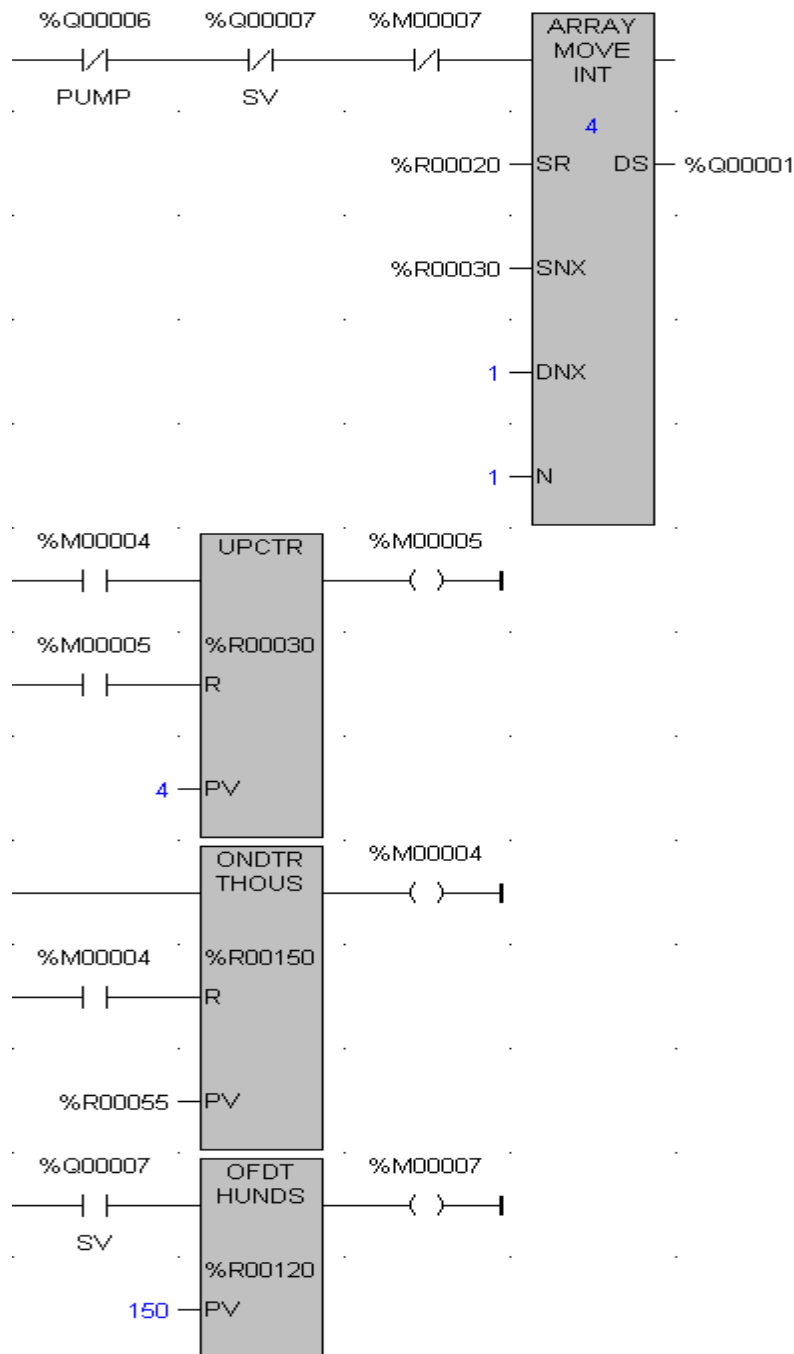 %Q00006 %Q00007 %M00007 ARRAY
MOVE
INT
PUMP SV
4
%R00020 SR DS %Q00001
%R00030 SNX
1 DNX
1 N
%M00004 UPCTR %M00005
%M00005 %R00030
R
4 PV
ONDTR %M00004
THOUS
%M00004 %R00150
R
%R00055 PV
%Q00007 OFDT %M00007
HUNDS
SV
%R00120
150 PV